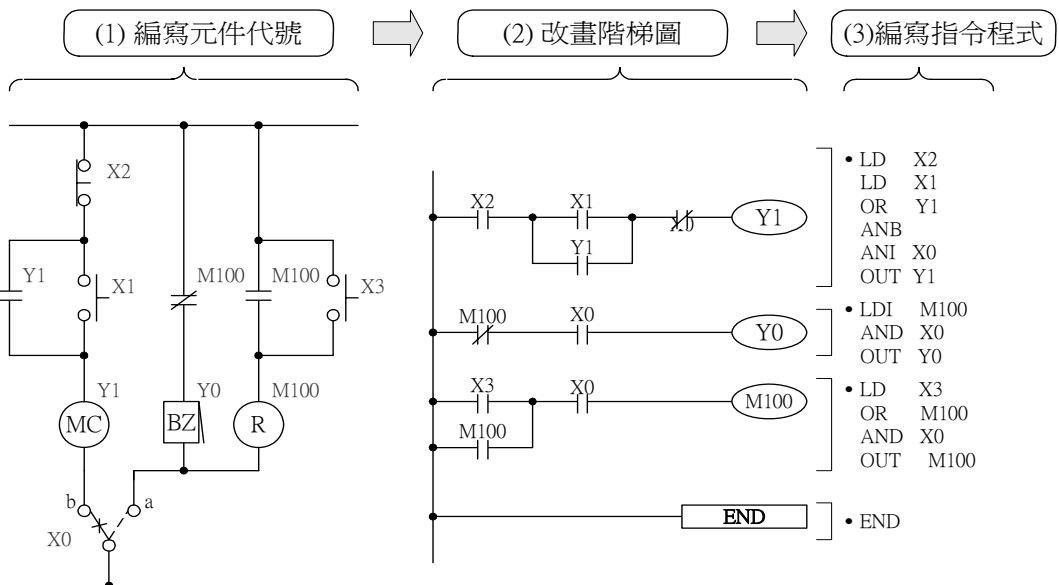 (1) 編寫元件代號
(2) 改畫階梯圖
(3)編寫指令程式
X2
Y1
X1
M100
M100
X3
Y1
Y0
M100
MC
BZ
R
b
a
X0
X2
X1
X0
Y1
Y1
M100
X0
Y0
X3
X0
M100
M100
END
• LD X2
LD X1
OR Y1
ANB
ANI X0
OUT Y1
• LDI M100
AND X0
OUT Y0
• LD X3
OR M100
AND X0
OUT M100
• END